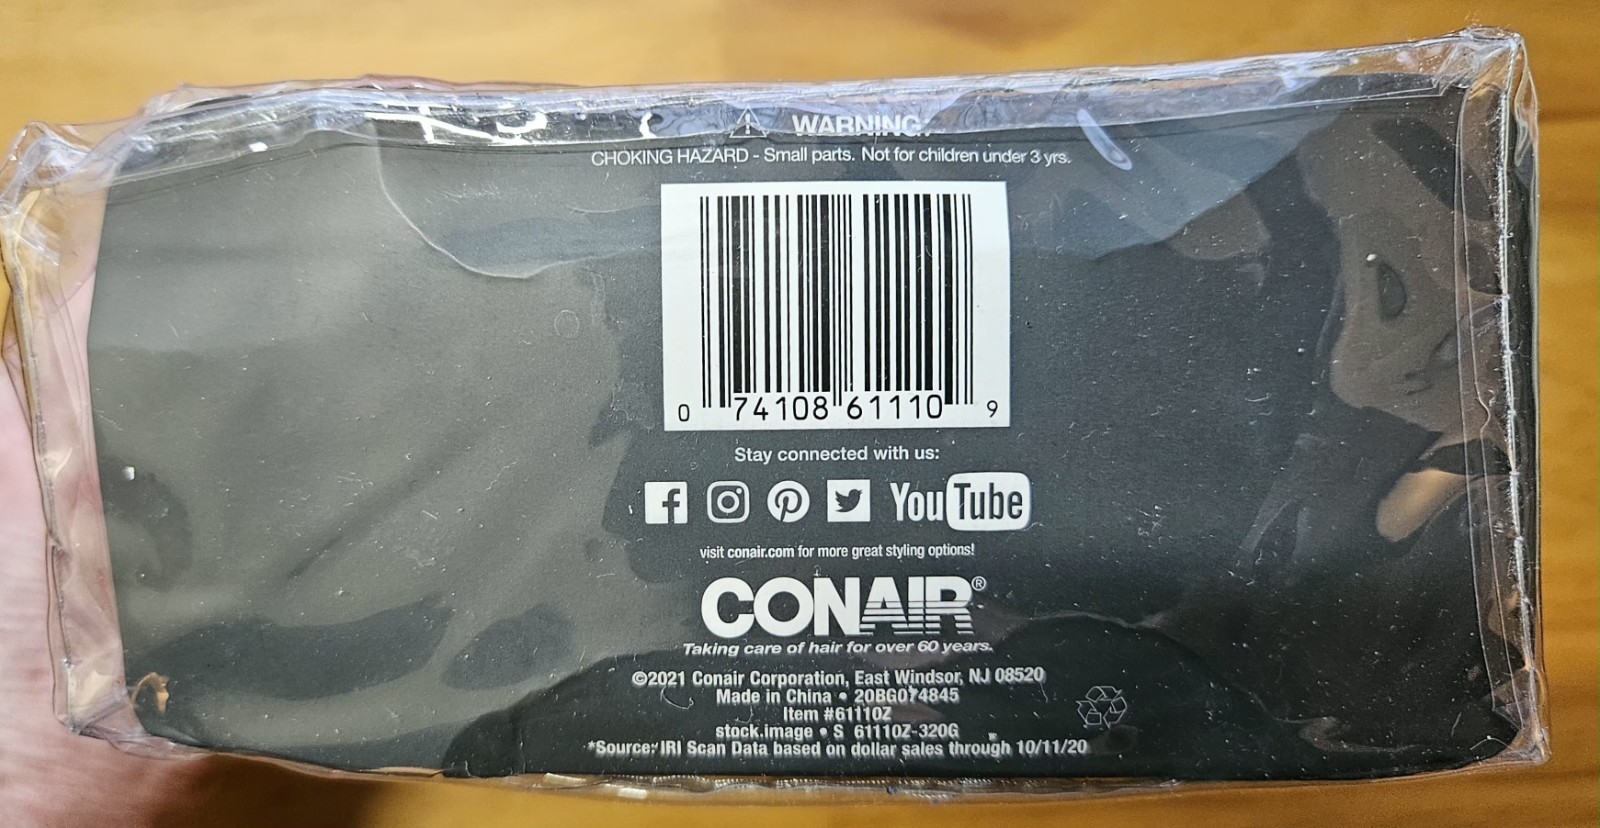 WARNING:
CHOKING HAZARD - Small parts. Not for children under 3 yrs.
0 74108 61110 9
Stay connected with us:
You Tube
visit conair.com for more great styling options!
CONAIR®
Taking care of hair for over 60 years.
©2021 Conair Corporation, East Windsor, NJ 08520
Made in China • 20BG074845
Item #61110Z
stock.image • S 61110Z-320G
*Source: IRI Scan Data based on dollar sales through 10/11/20